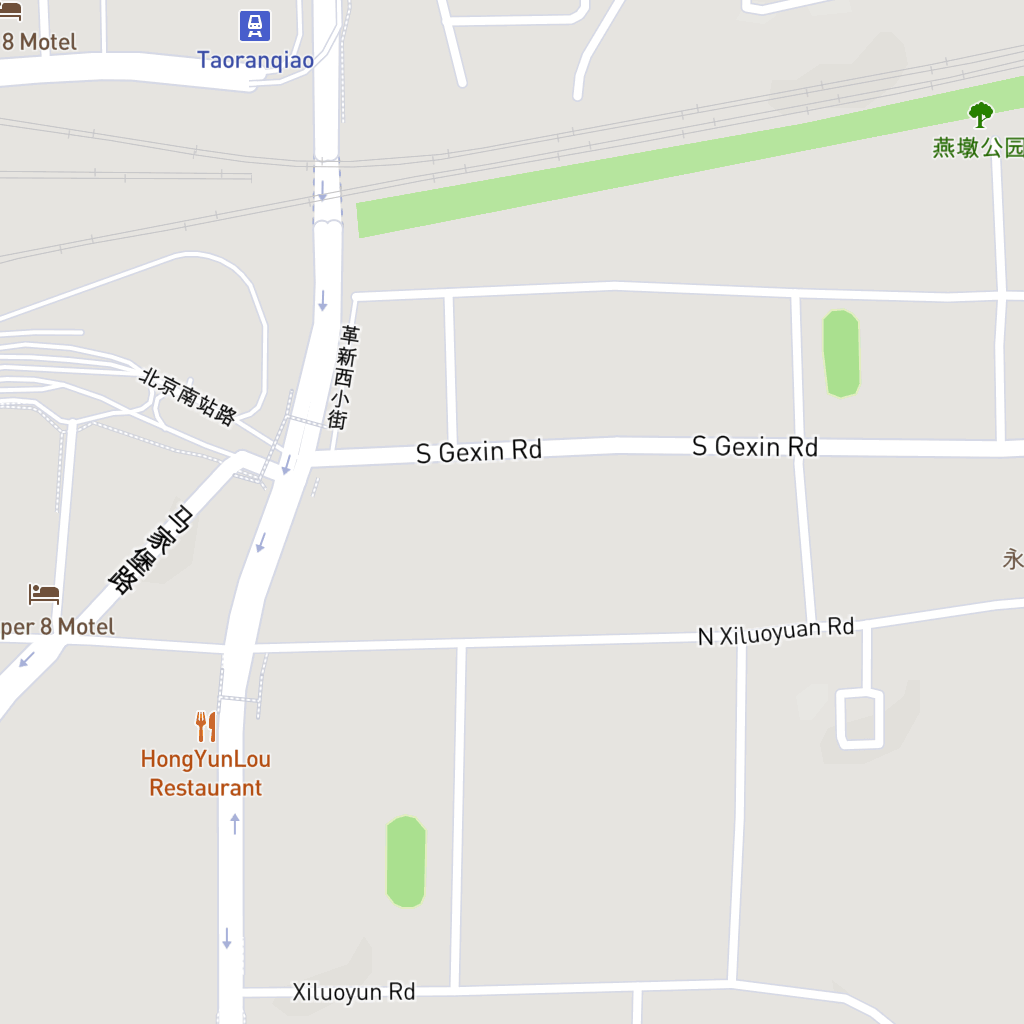 8 Motel
Taoranqiao
燕墩公园
革新西小街
北京南站路
S Gexin Rd
S Gexin Rd
马家堡路
永
per 8 Motel
N Xiluoyuan Rd
HongYunLou
Restaurant
Xiluoyun Rd